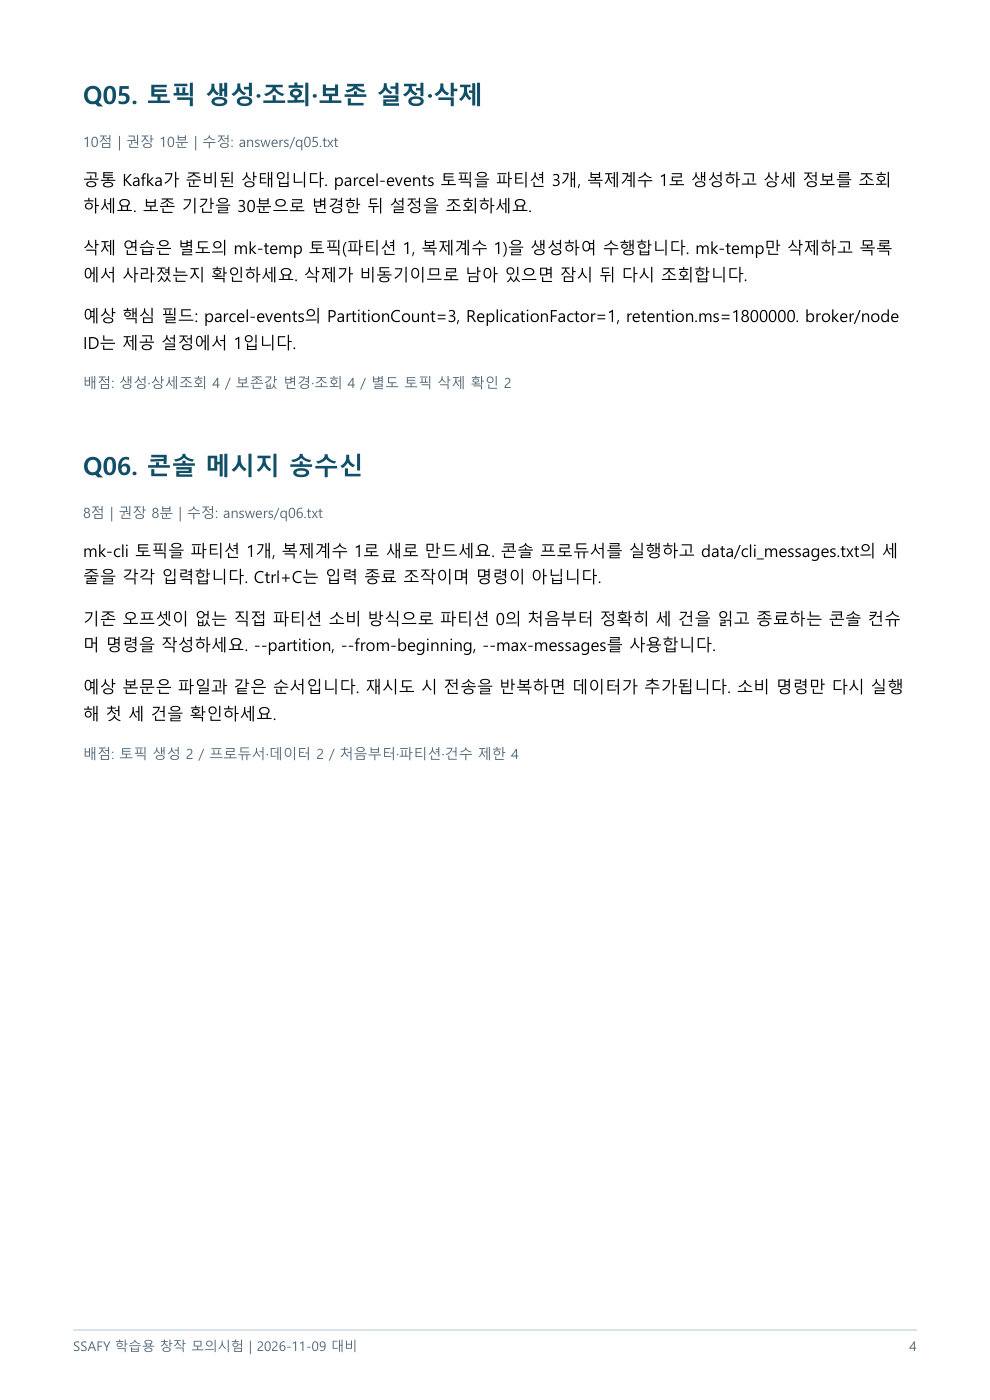 Q05. 토픽 생성·조회·보존 설정·삭제
10점 | 권장 10분 | 수정: answers/q05.txt
공통 Kafka가 준비된 상태입니다. parcel-events 토픽을 파티션 3개, 복제계수 1로 생성하고 상세 정보를 조회
하세요. 보존 기간을 30분으로 변경한 뒤 설정을 조회하세요.
삭제 연습은 별도의 mk-temp 토픽(파티션 1, 복제계수 1)을 생성하여 수행합니다. mk-temp만 삭제하고 목록
에서 사라졌는지 확인하세요. 삭제가 비동기이므로 남아 있으면 잠시 뒤 다시 조회합니다.
예상 핵심 필드: parcel-events의 PartitionCount=3, ReplicationFactor=1, retention.ms=1800000. broker/node
ID는 제공 설정에서 1입니다.
배점: 생성·상세조회 4 / 보존값 변경·조회 4 / 별도 토픽 삭제 확인 2
Q06. 콘솔 메시지 송수신
8점 | 권장 8분 | 수정: answers/q06.txt
mk-cli 토픽을 파티션 1개, 복제계수 1로 새로 만드세요. 콘솔 프로듀서를 실행하고 data/cli_messages.txt의 세
줄을 각각 입력합니다. Ctrl+C는 입력 종료 조작이며 명령이 아닙니다.
기존 오프셋이 없는 직접 파티션 소비 방식으로 파티션 0의 처음부터 정확히 세 건을 읽고 종료하는 콘솔 컨슈
머 명령을 작성하세요. --partition, --from-beginning, --max-messages를 사용합니다.
예상 본문은 파일과 같은 순서입니다. 재시도 시 전송을 반복하면 데이터가 추가됩니다. 소비 명령만 다시 실행
해 첫 세 건을 확인하세요.
배점: 토픽 생성 2 / 프로듀서·데이터 2 / 처음부터·파티션·건수 제한 4
SSAFY 학습용 창작 모의시험 | 2026-11-09 대비
4